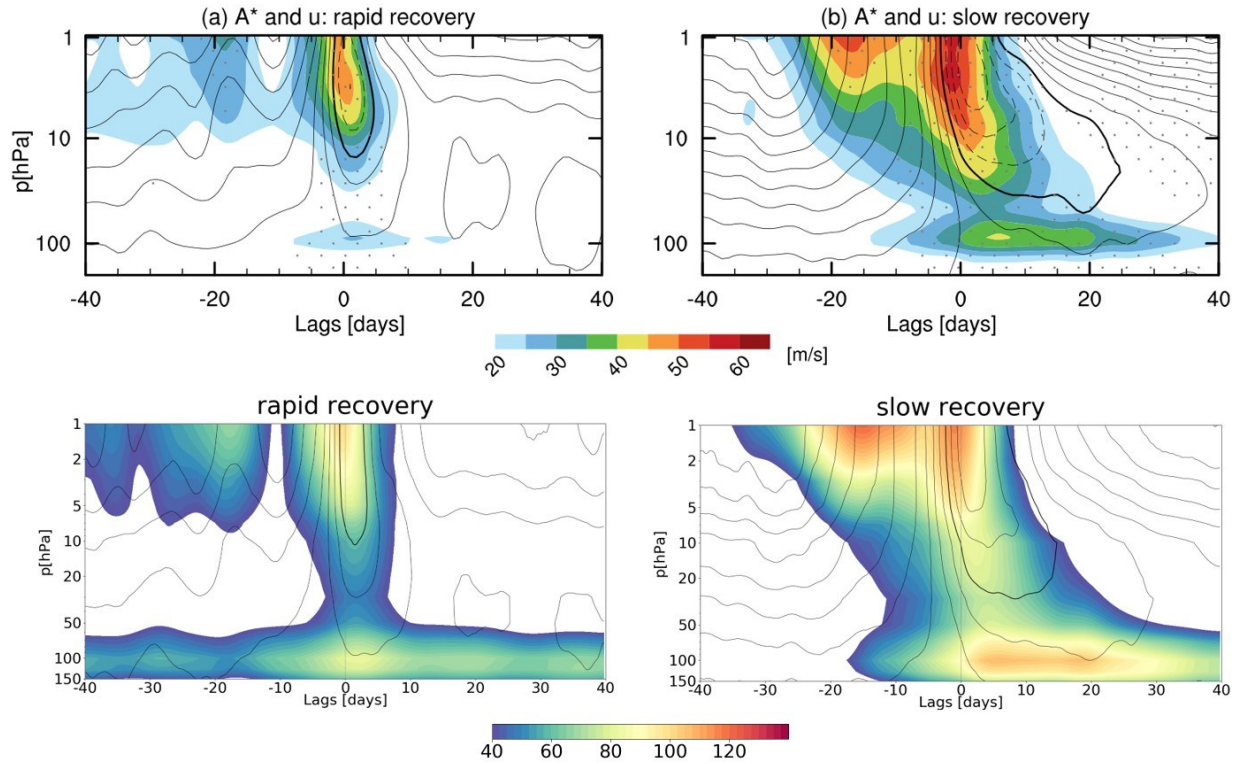 (a) A* and u: rapid recovery
(b) A* and u: slow recovery
p[hPa]
1
10
100
-40 -20 0 20 40
Lags [days]
1
10
100
-40 -20 0 20 40
Lags [days]
20 30 40 50 60 [m/s]
rapid recovery
slow recovery
p[hPa]
1
2
5
10
20
50
100
150
-40 -30 -20 -10 0 10 20 30 40
Lags [days]
p[hPa]
1
2
5
10
20
50
100
150
-40 -30 -20 -10 0 10 20 30 40
Lags [days]
40 60 80 100 120